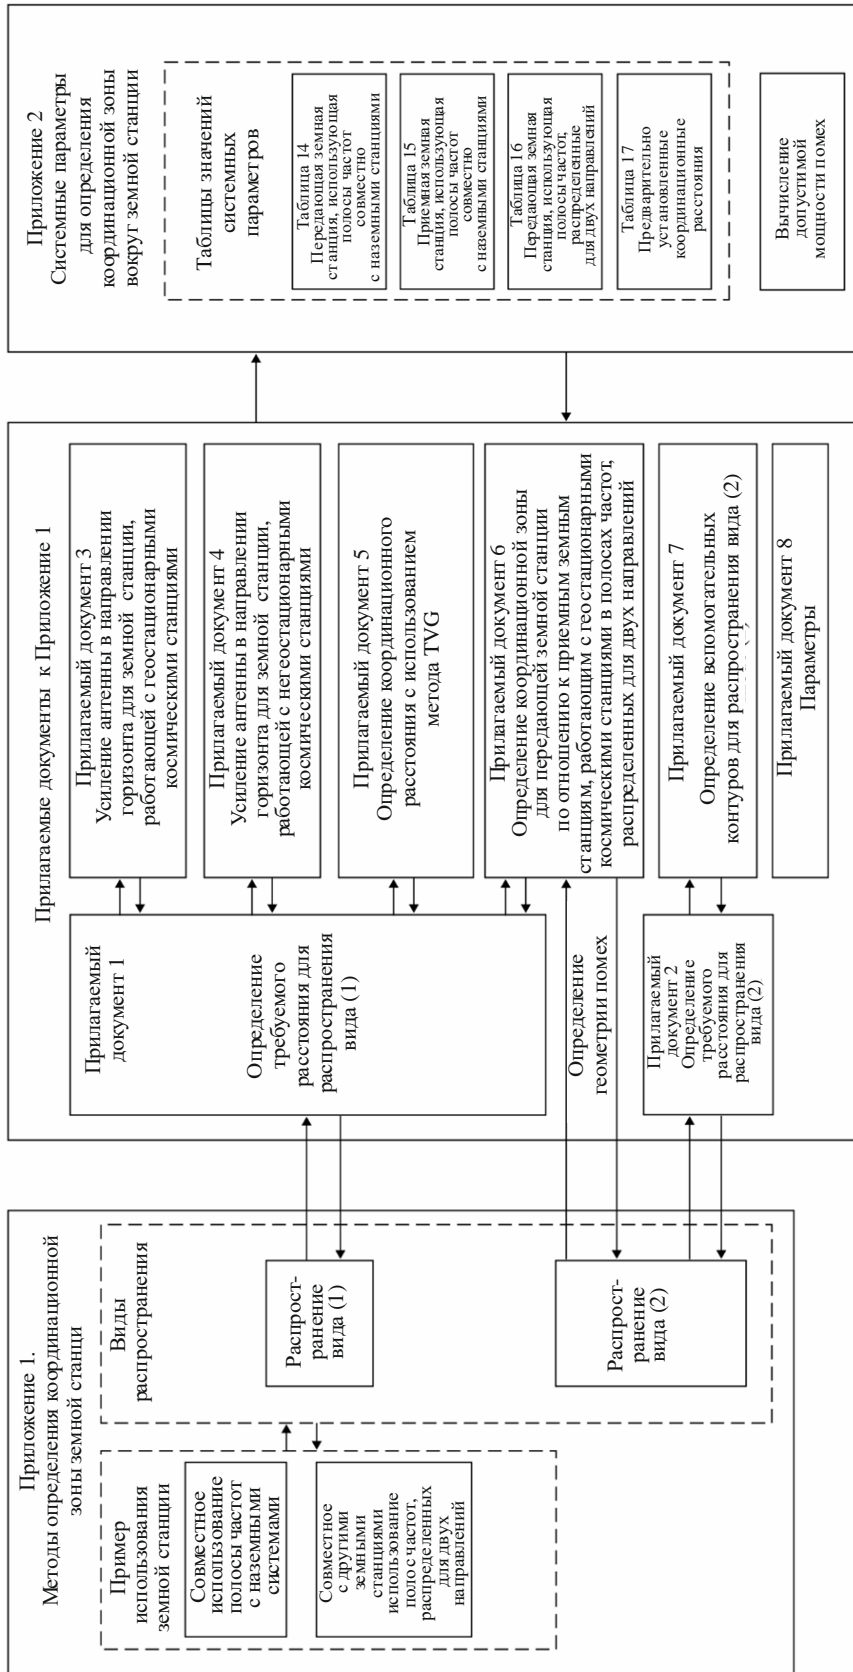 Приложение 1.
Методы определения координационной
зоны земной станци
Пример
использования
земной станции
Совместное
использование
полосы частот
с наземными
системами
Совместное
с другими
земными
станциями
использование
полос частот,
распределенных
для двух
направлений
Виды
распространения
Распрост-
ранение
вида (1)
Распрост-
ранение
вида (2)
Прилагаемые документы к Приложение 1
Прилагаемый
документ 1
Определение
требуемого
расстояния для
распространения
вида (1)
Определение
геометрии помех
Прилагаемый
документ 2
Определение
требуемого
расстояния для
распространения
вида (2)
Прилагаемый документ 3
Усиление антенны в направлении
горизонта для земной станции,
работающей с геостационарными
космическими станциями
Прилагаемый документ 4
Усиление антенны в направлении
горизонта для земной станции,
работающей с негеостационарными
космическими станциями
Прилагаемый документ 5
Определение координационного
расстояния с использованием
метода TVG
Прилагаемый документ 6
Определение координационной зоны
для передающей земной станции
по отношению к приемным земным
станциям, работающим с геостационарными
космическими станциями в полосах частот,
распределенных для двух направлений
Прилагаемый документ 7
Определение вспомогательных
контуров для распространения вида (2)
Прилагаемый документ 8
Параметры
Приложение 2
Системные параметры
для определения
координационной зоны
вокруг земной станции
Таблицы значений
системных
параметров
Таблица 14
Передающая земная
станция, использующая
полосы частот
совместно
с наземными станциями
Таблица 15
Приемная земная
станция, использующая
полосы частот
совместно
с наземными станциями
Таблица 16
Передающая земная
станция, использующая
полосы частот,
распределенные
для двух направлений
Таблица 17
Предварительно
установленные
координационные
расстояния
Вычисление
допустимой
мощности помех